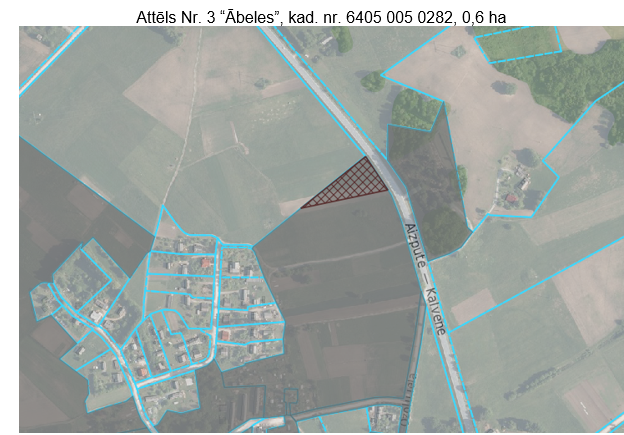 Attēls Nr. 3 “Ābeles”, kad. nr. 6405 005 0282, 0,6 ha
Aizpute — Kalvene